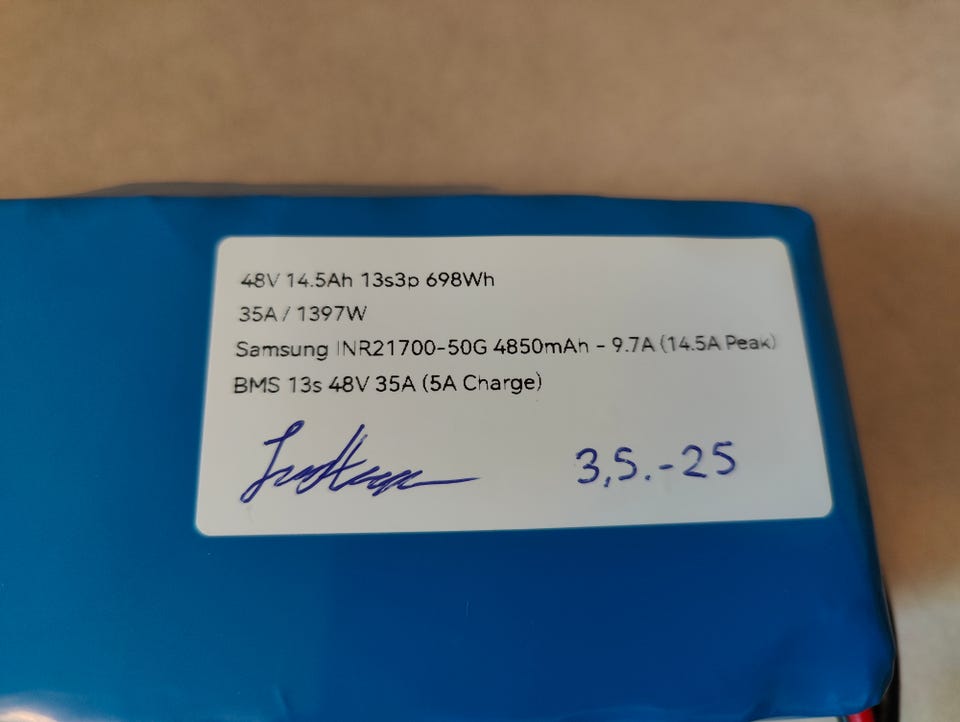 48V 14.5Ah 13s3p 698Wh
35A / 1397W
Samsung INR21700-50G 4850mAh - 9.7A (14.5A Peak)
BMS 13s 48V 35A (5A Charge)
3,5.-25